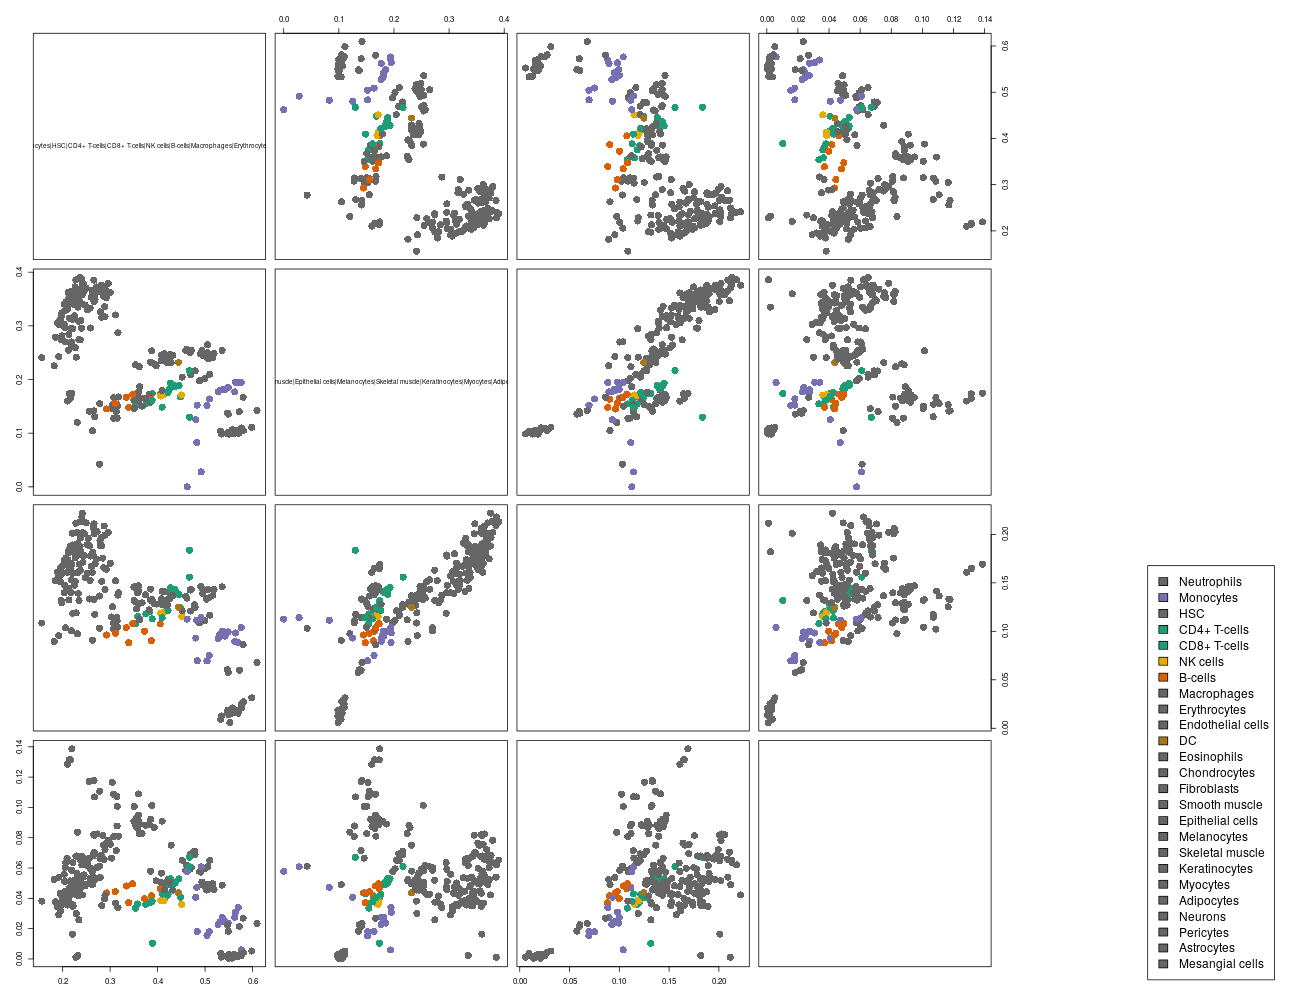 0.0 0.1 0.2 0.3 0.4
0.00 0.02 0.04 0.06 0.08 0.10 0.12 0.14
0.2 0.3 0.4 0.5 0.6
ocytes|HSC|CD4+ T-cells|CD8+ T-cells|NK cells|B-cells|Macrophages|Erythrocyte
0.0 0.1 0.2 0.3 0.4
nuscle|Epithelial cells|Melanocytes|Skeletal muscle|Keratinocytes|Myocytes|Adipo
0.00 0.05 0.10 0.15 0.20
0.00 0.02 0.04 0.06 0.08 0.10 0.12 0.14
0.2 0.3 0.4 0.5 0.6
0.00 0.05 0.10 0.15 0.20
Neutrophils
Monocytes
HSC
CD4+ T-cells
CD8+ T-cells
NK cells
B-cells
Macrophages
Erythrocytes
Endothelial cells
DC
Eosinophils
Chondrocytes
Fibroblasts
Smooth muscle
Epithelial cells
Melanocytes
Skeletal muscle
Keratinocytes
Myocytes
Adipocytes
Neurons
Pericytes
Astrocytes
Mesangial cells